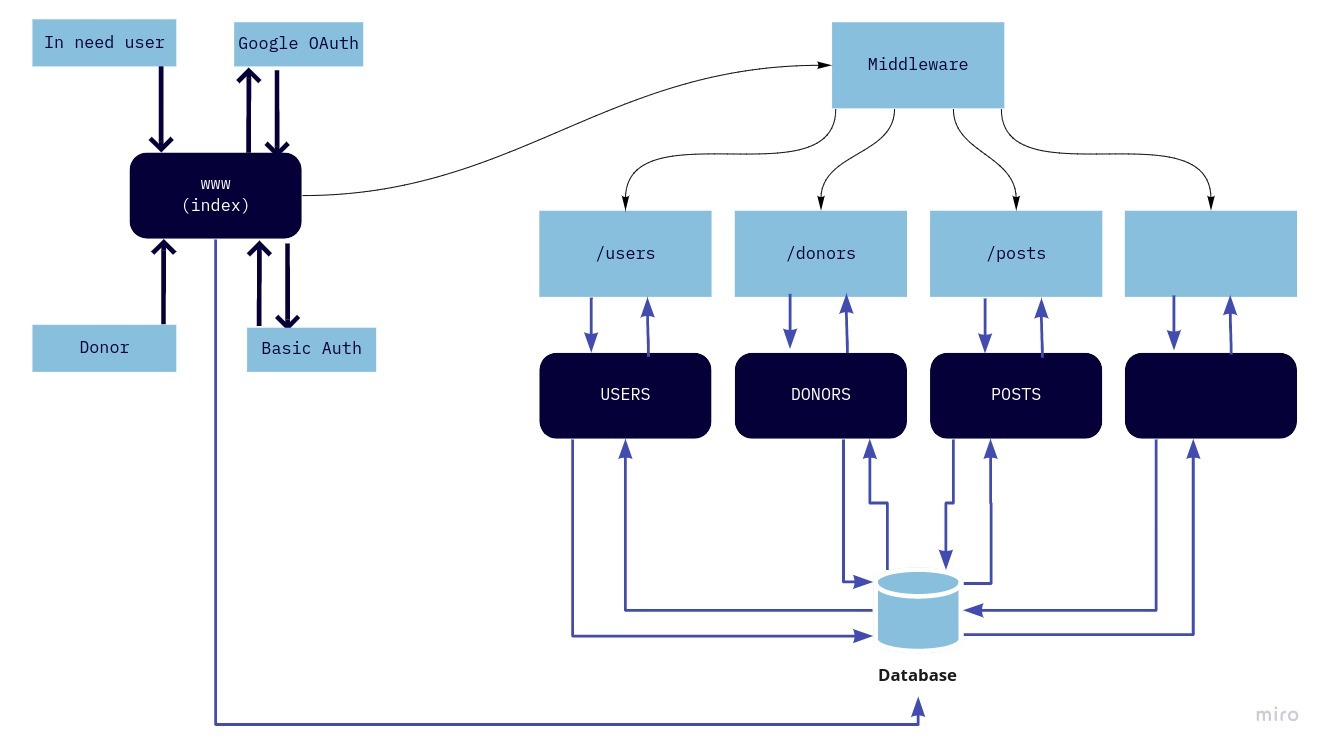 In need user
Google OAuth
Middleware
www
(index)
/users
/donors
/posts
Donor
Basic Auth
USERS
DONORS
POSTS
Database
miro